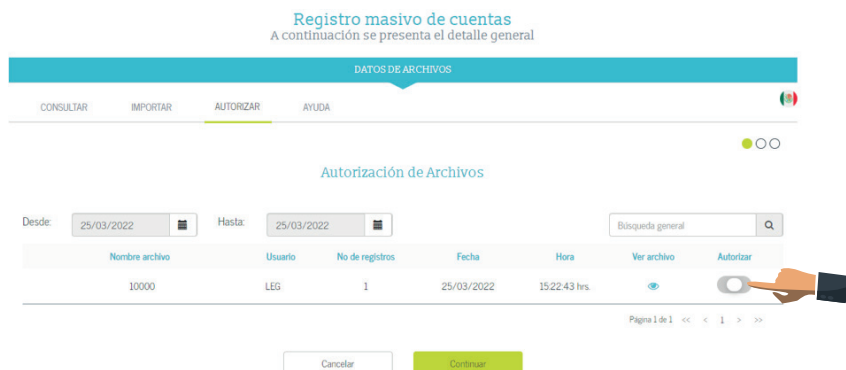 Registro masivo de cuentas
A continuación se presenta el detalle general
DATOS DE ARCHIVOS
CONSULTAR IMPORTAR AUTORIZAR AYUDA
Autorización de Archivos
Desde: 25/03/2022 Hasta: 25/03/2022 Búsqueda general
Nombre archivo Usuario No de registros Fecha Hora Ver archivo Autorizar
10000 LEG 1 25/03/2022 15:22:43 hrs.
Página 1 de 1 << < 1 > >>
Cancelar Continuar